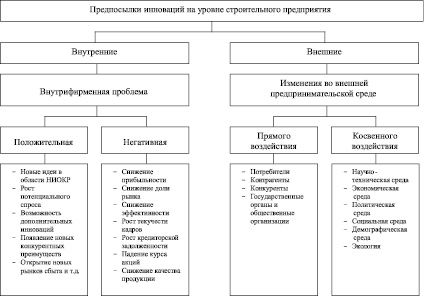 Предпосылки инноваций на уровне строительного предприятия
Внутренние
Внешние
Внутрифирменная проблема
Изменения во внешней
предпринимательской среде
Положительная
Негативная
Прямого
воздействия
Косвенного
воздействия
– Новые идеи в
области НИОКР
– Рост
потенциального
спроса
– Возможность
дополнительных
инноваций
– Появление новых
конкурентных
преимуществ
– Открытие новых
рынков сбыта и т.д.
– Снижение
прибыльности
– Снижение доли
рынка
– Снижение
эффективности
– Рост текучести
кадров
– Рост кредиторской
задолженности
– Падение курса
акций
– Снижение качества
продукции
– Потребители
– Контрагенты
– Конкуренты
– Государственные
органы и
общественные
организации
– Научно-
техническая среда
– Экономическая
среда
– Политическая
среда
– Социальная среда
– Демографическая
среда
– Экология